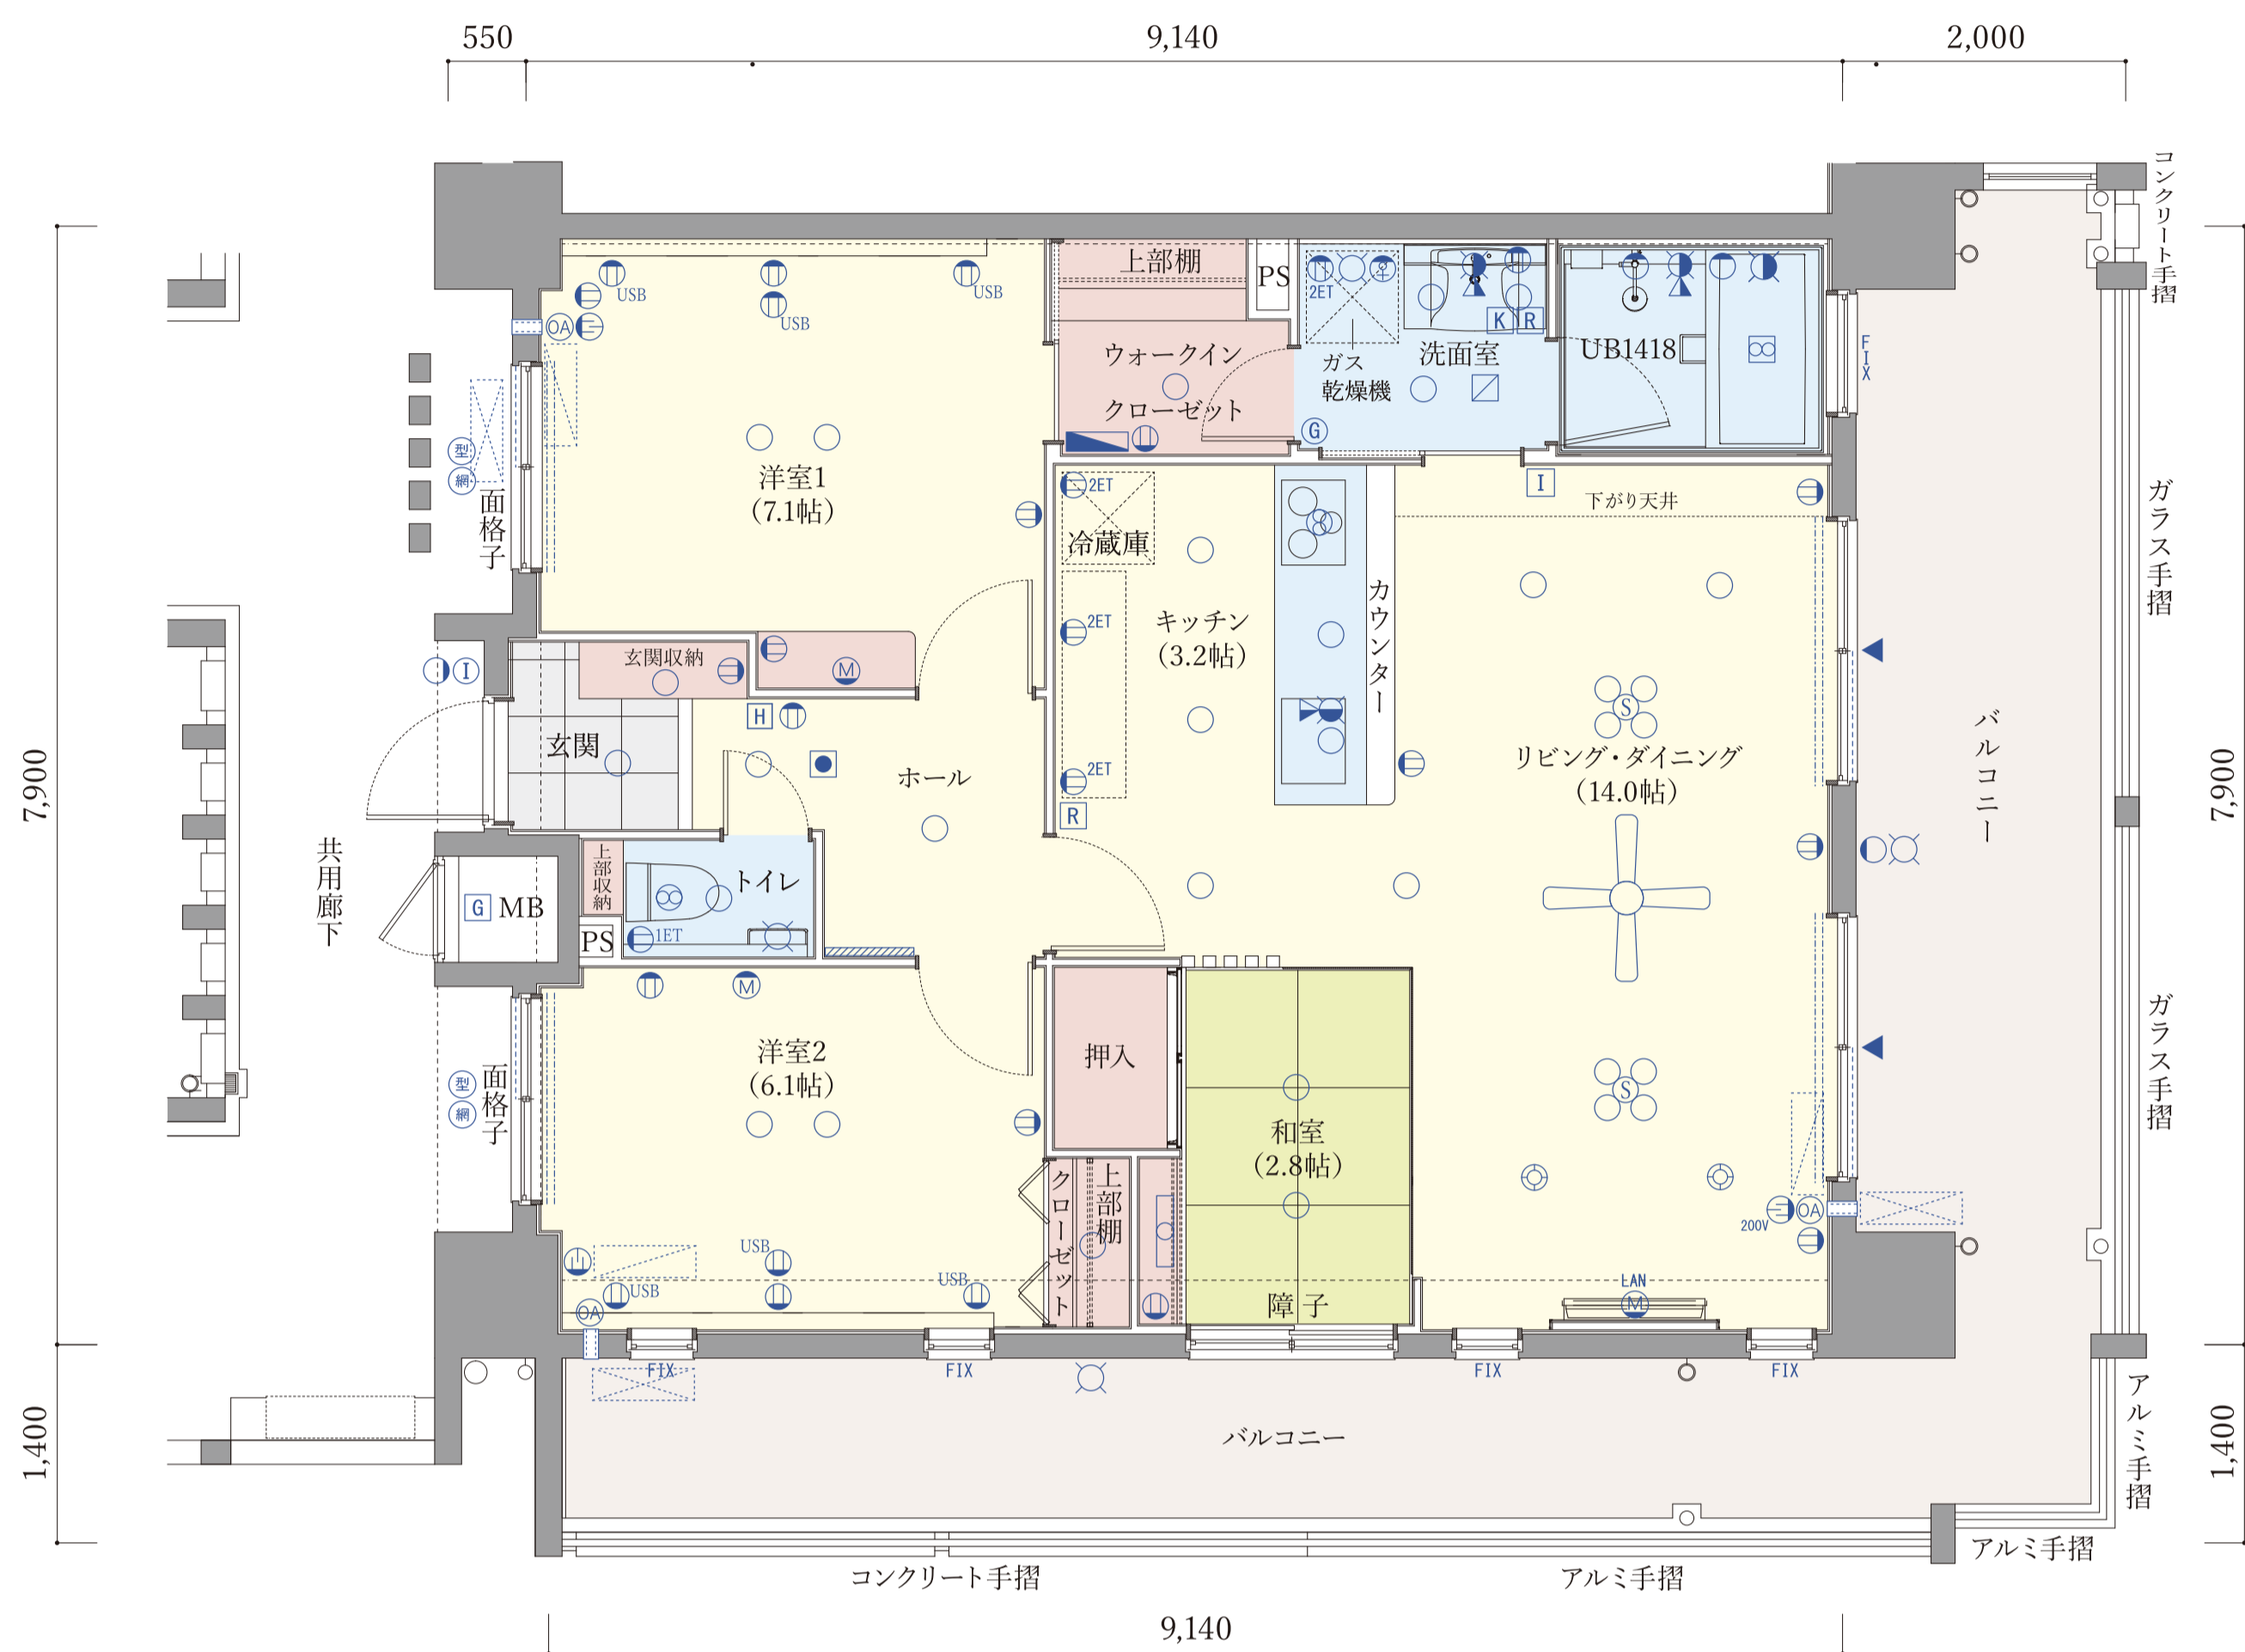 550
9,140
2,000
コンクリート手摺
上部棚
PS
USB
USB
USB
2ET
OA
K
R
ウォークイン
クローゼット
ガス
乾燥機
洗面室
UB1418
FIX
G
型
網
面格子
洋室1
(7.1帖)
2ET
冷蔵庫
I
下がり天井
ガラス手摺
カウンター
キッチン
(3.2帖)
2ET
玄関収納
M
I
H
S
玄関
ホール
リビング・ダイニング
(14.0帖)
バルコニー
7,900
7,900
2ET
R
共用廊下
上部収納
トイレ
G
MB
PS
1ET
M
ガラス手摺
洋室2
(6.1帖)
型
網
面格子
押入
S
和室
(2.8帖)
クローゼット
上部棚
200V
OA
USB
USB
USB
OA
障子
LAN
M
FIX
FIX
FIX
FIX
アルミ手摺
1,400
1,400
バルコニー
アルミ手摺
コンクリート手摺
アルミ手摺
9,140